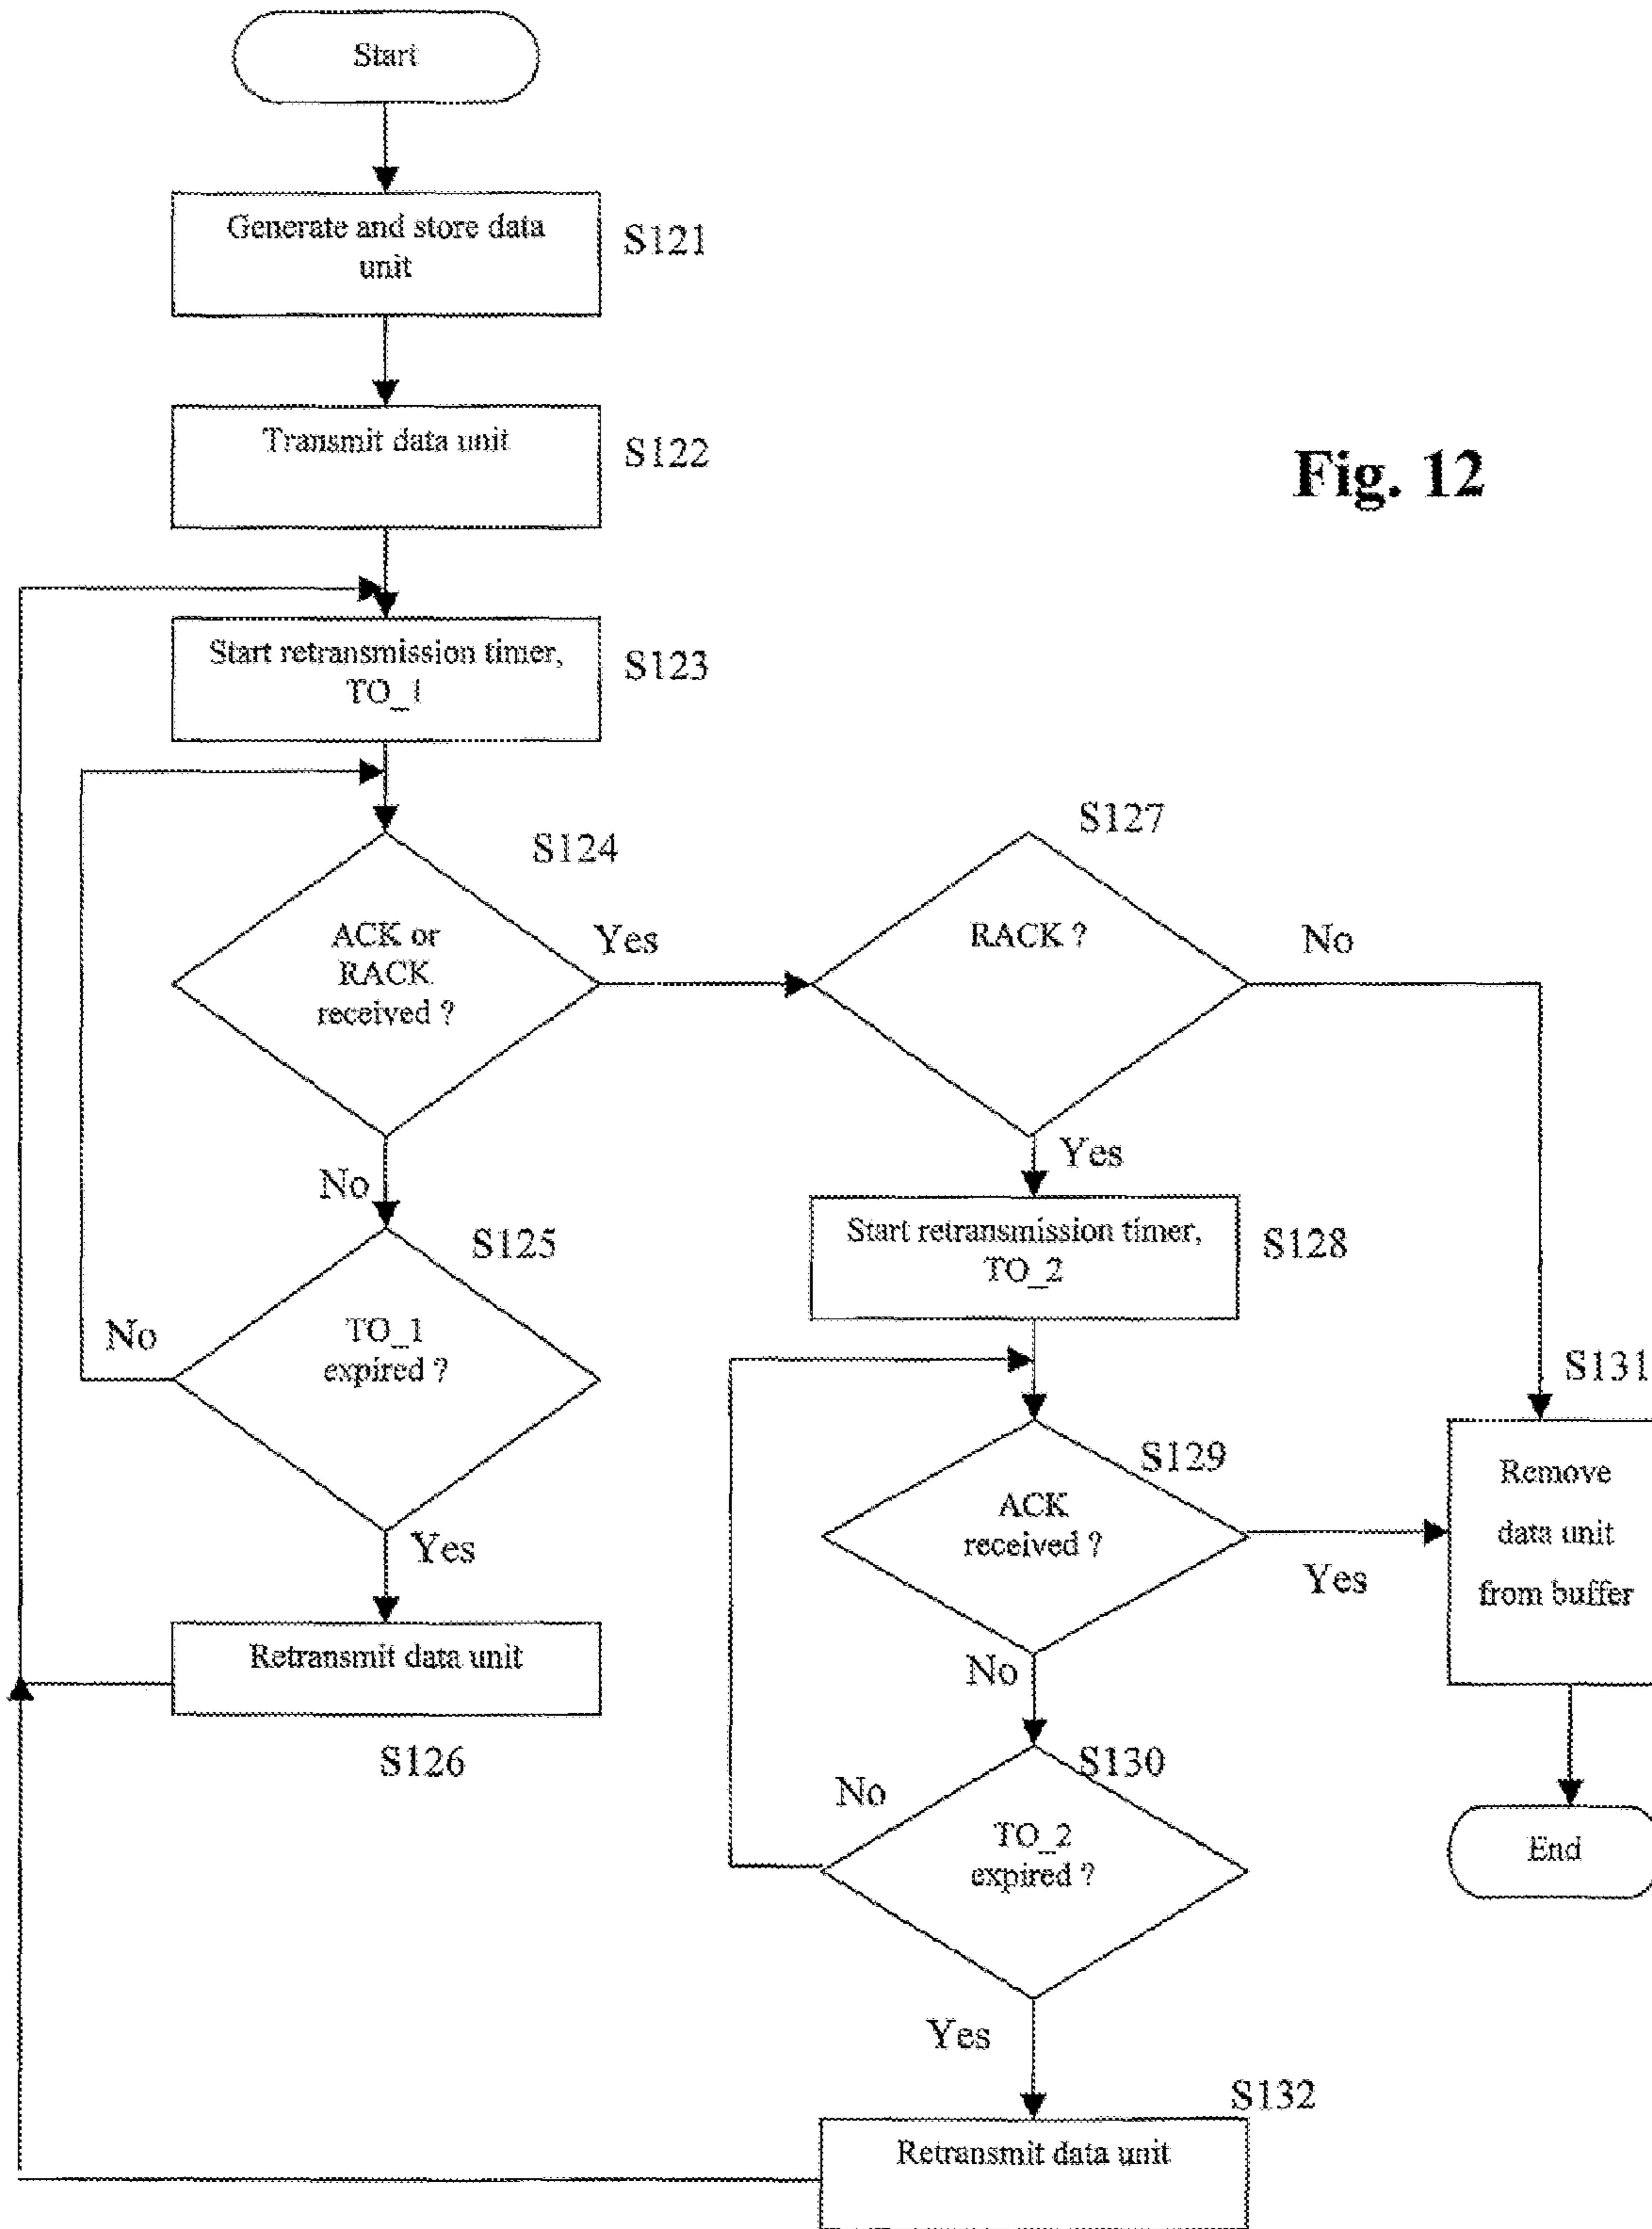 Start
Generate and store data
unit
S121
Transmit data unit
S122
Fig. 12
Start retransmission timer,
TO_1
S123
S124
ACK or
RACK
received ?
Yes
S127
RACK ?
No
No
Yes
S125
TO_1
expired ?
No
Start retransmission timer,
TO_2
S128
S131
Yes
S129
ACK
received ?
Yes
Remove
data unit
from buffer
Retransmit data unit
S126
No
S130
No
TO_2
expired ?
End
Yes
S132
Retransmit data unit